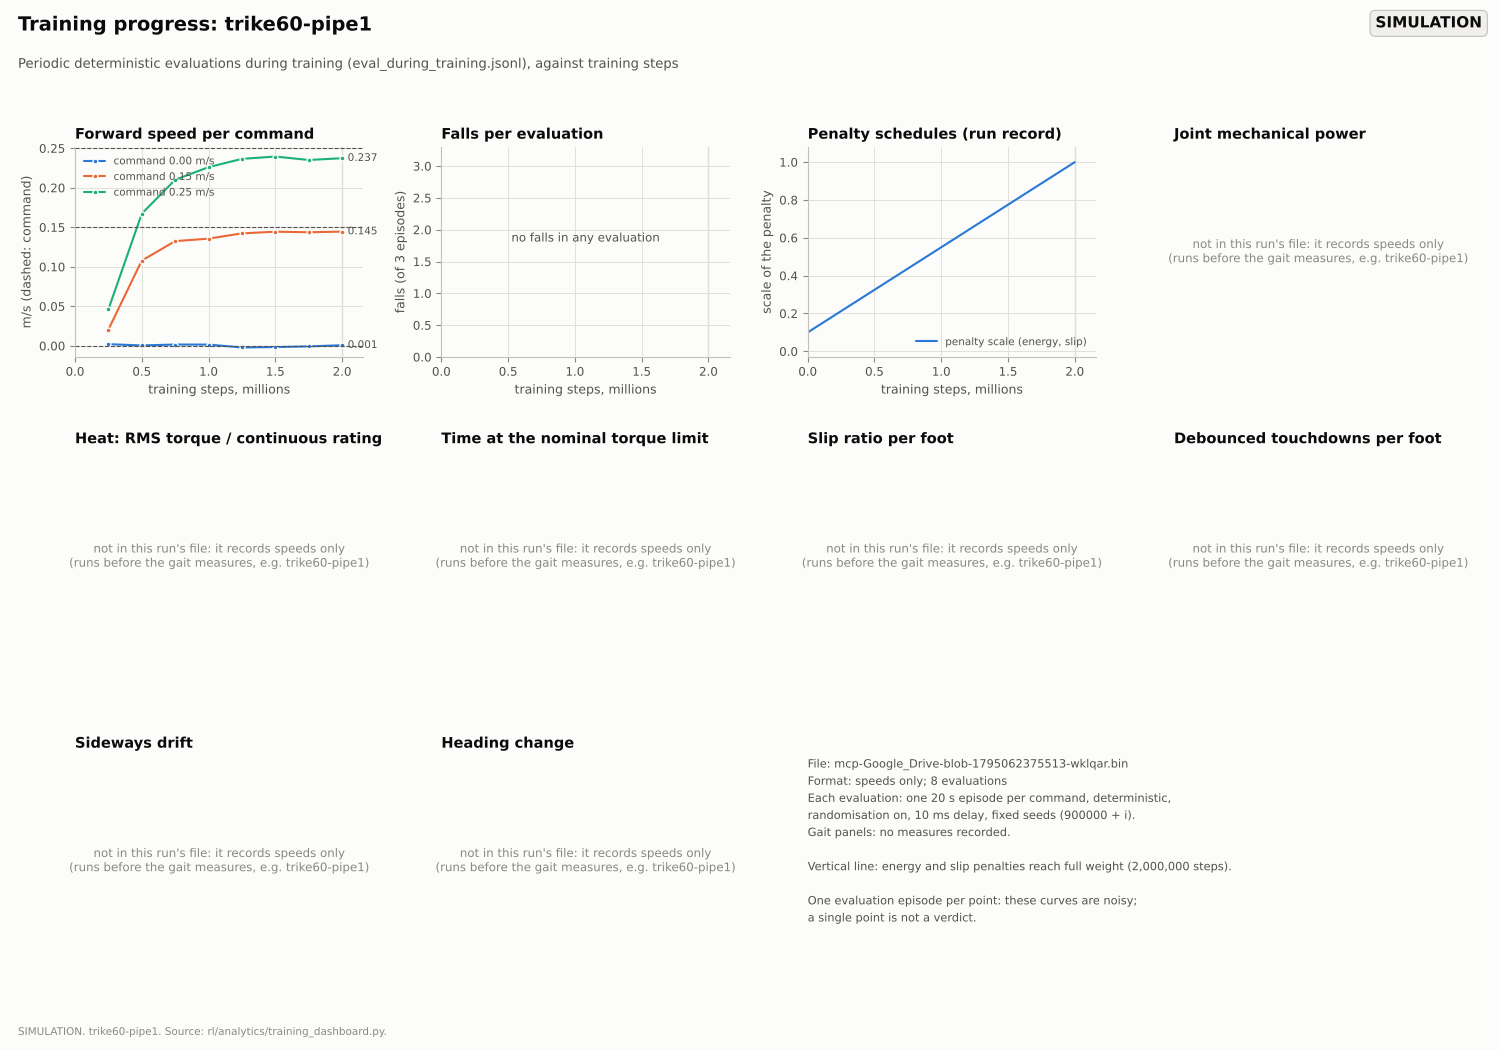 Training progress: trike60-pipe1
SIMULATION
Periodic deterministic evaluations during training (eval_during_training.jsonl), against training steps
Forward speed per command
m/s (dashed: command)
0.25
0.20
0.15
0.10
0.05
0.00
command 0.00 m/s
command 0.15 m/s
command 0.25 m/s
0.237
0.145
0.001
0.0 0.5 1.0 1.5 2.0
training steps, millions
Falls per evaluation
falls (of 3 episodes)
3.0
2.5
2.0
1.5
1.0
0.5
0.0
no falls in any evaluation
0.0 0.5 1.0 1.5 2.0
training steps, millions
Penalty schedules (run record)
scale of the penalty
1.0
0.8
0.6
0.4
0.2
0.0
penalty scale (energy, slip)
0.0 0.5 1.0 1.5 2.0
training steps, millions
Joint mechanical power
not in this run's file: it records speeds only
(runs before the gait measures, e.g. trike60-pipe1)
Heat: RMS torque / continuous rating
not in this run's file: it records speeds only
(runs before the gait measures, e.g. trike60-pipe1)
Time at the nominal torque limit
not in this run's file: it records speeds only
(runs before the gait measures, e.g. trike60-pipe1)
Slip ratio per foot
not in this run's file: it records speeds only
(runs before the gait measures, e.g. trike60-pipe1)
Debounced touchdowns per foot
not in this run's file: it records speeds only
(runs before the gait measures, e.g. trike60-pipe1)
Sideways drift
not in this run's file: it records speeds only
(runs before the gait measures, e.g. trike60-pipe1)
Heading change
not in this run's file: it records speeds only
(runs before the gait measures, e.g. trike60-pipe1)
File: mcp-Google_Drive-blob-1795062375513-wklqar.bin
Format: speeds only; 8 evaluations
Each evaluation: one 20 s episode per command, deterministic,
randomisation on, 10 ms delay, fixed seeds (900000 + i).
Gait panels: no measures recorded.
Vertical line: energy and slip penalties reach full weight (2,000,000 steps).
One evaluation episode per point: these curves are noisy;
a single point is not a verdict.
SIMULATION. trike60-pipe1. Source: rl/analytics/training_dashboard.py.